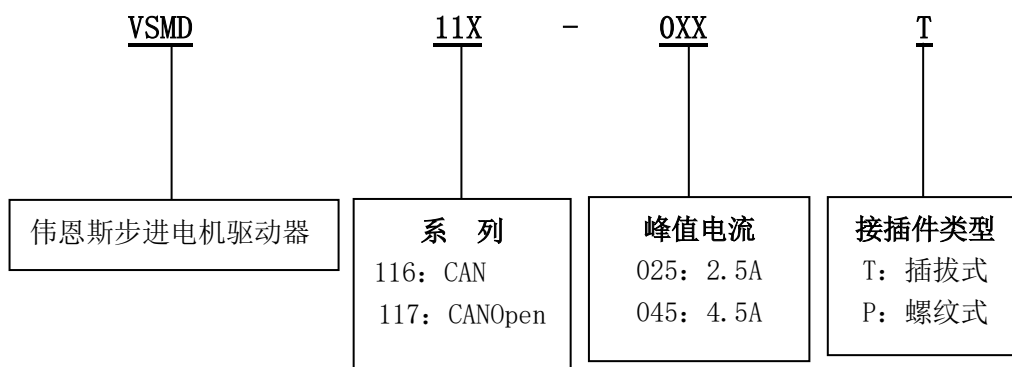 VSMD 11X - 0XX T
伟恩斯步进电机驱动器
系 列
116: CAN
117: CANOpen
峰值电流
025: 2.5A
045: 4.5A
接插件类型
T: 插拔式
P: 螺纹式